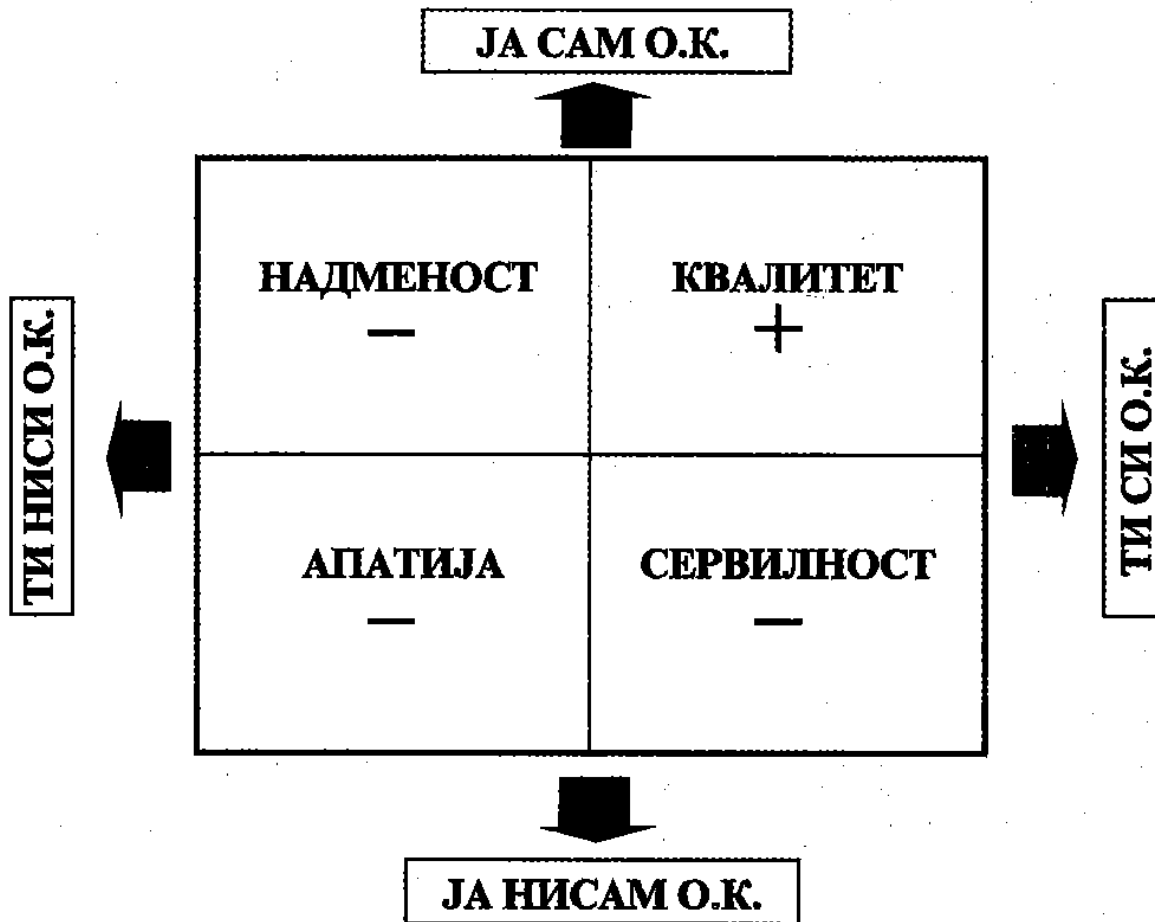 ЈА САМ О.К.
НАДМЕНОСТ
КВАЛИТЕТ
–
+
ТИ НИСИ О.К.
ТИ СИ О.К.
АПАТИЈА
СЕРВИЛНОСТ
–
–
ЈА НИСАМ О.К.